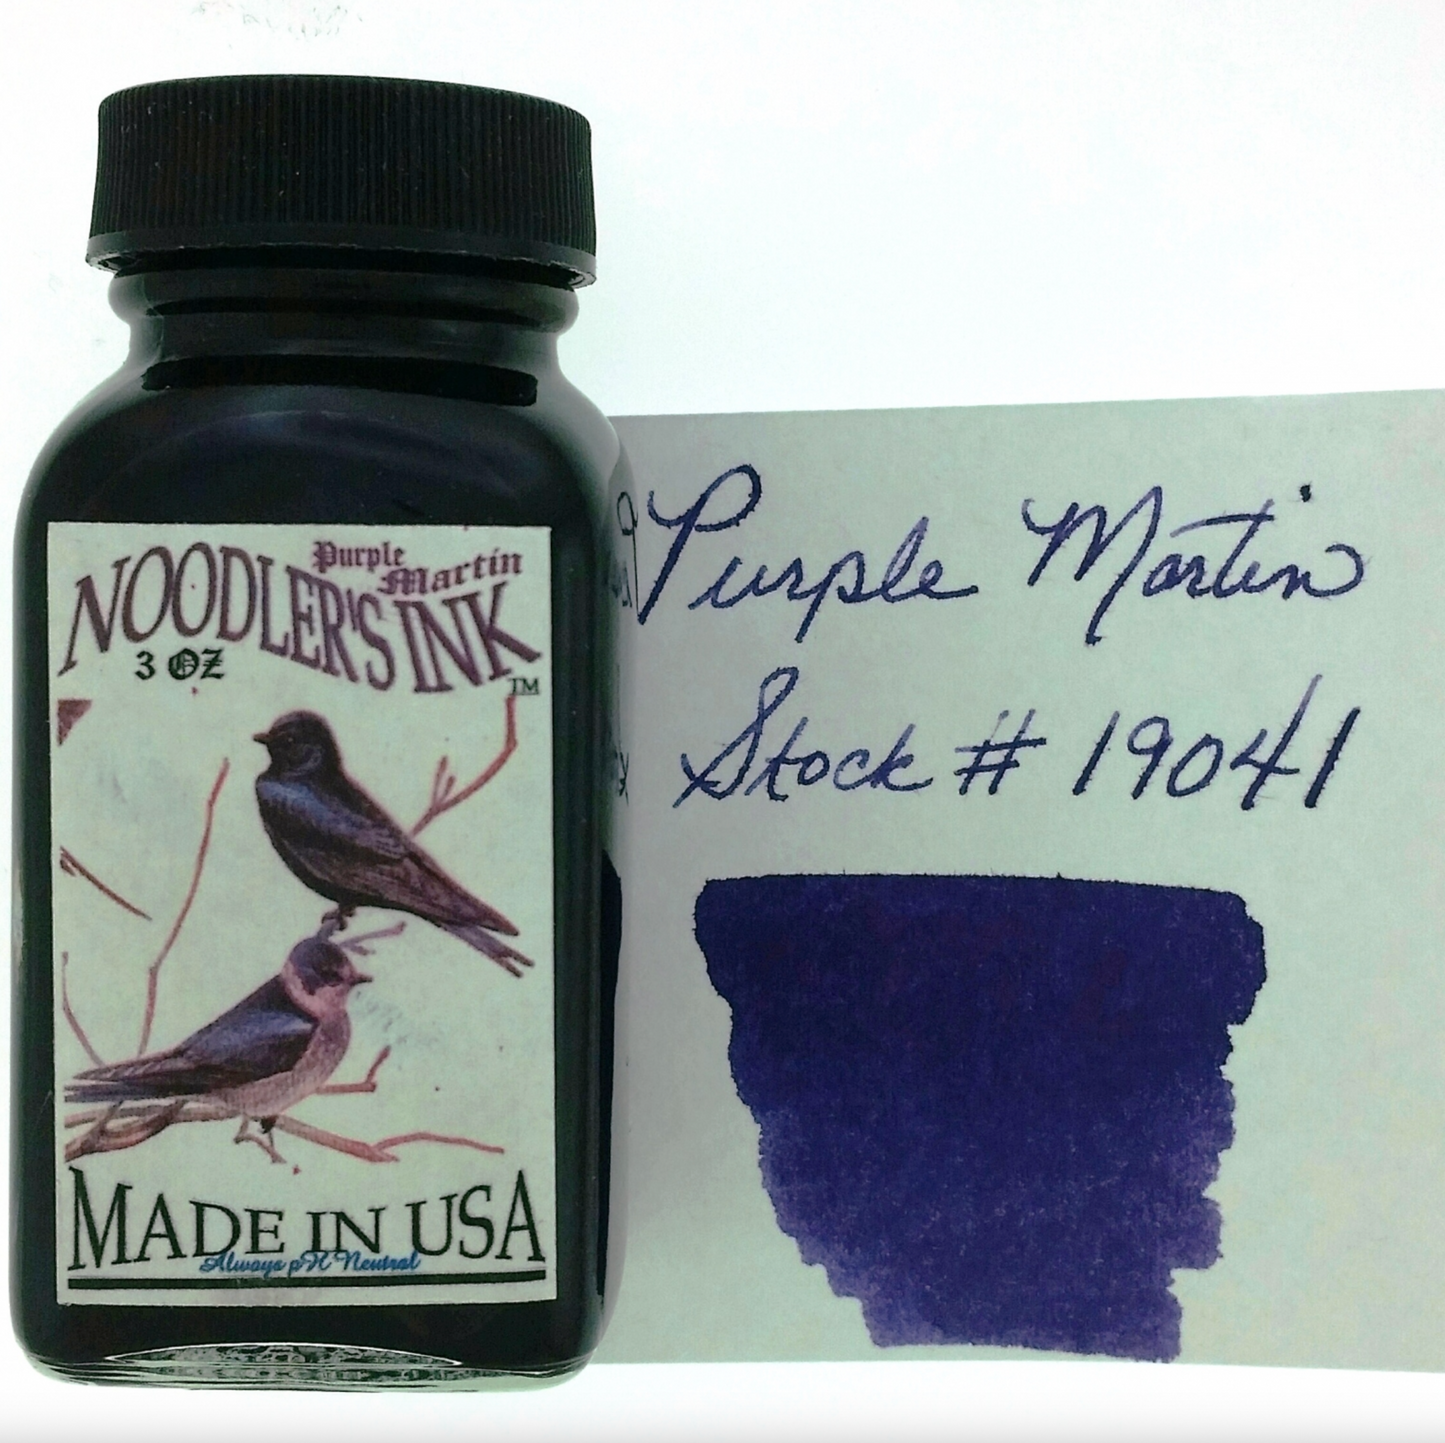 Purple
Martin
NOODLER'S INK
3 OZ
TM
MADE IN USA
Always pH Neutral
Purple Martin
Stock # 19041